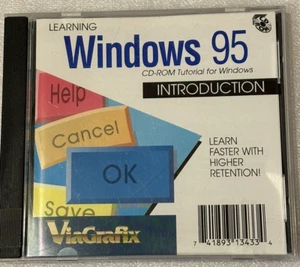 LEARNING
Windows 95
CD-ROM Tutorial for Windows
INTRODUCTION
Help
Cancel
OK
Save
LEARN
FASTER WITH
HIGHER
RETENTION!
ViaGrafix
7 41893 13433 4